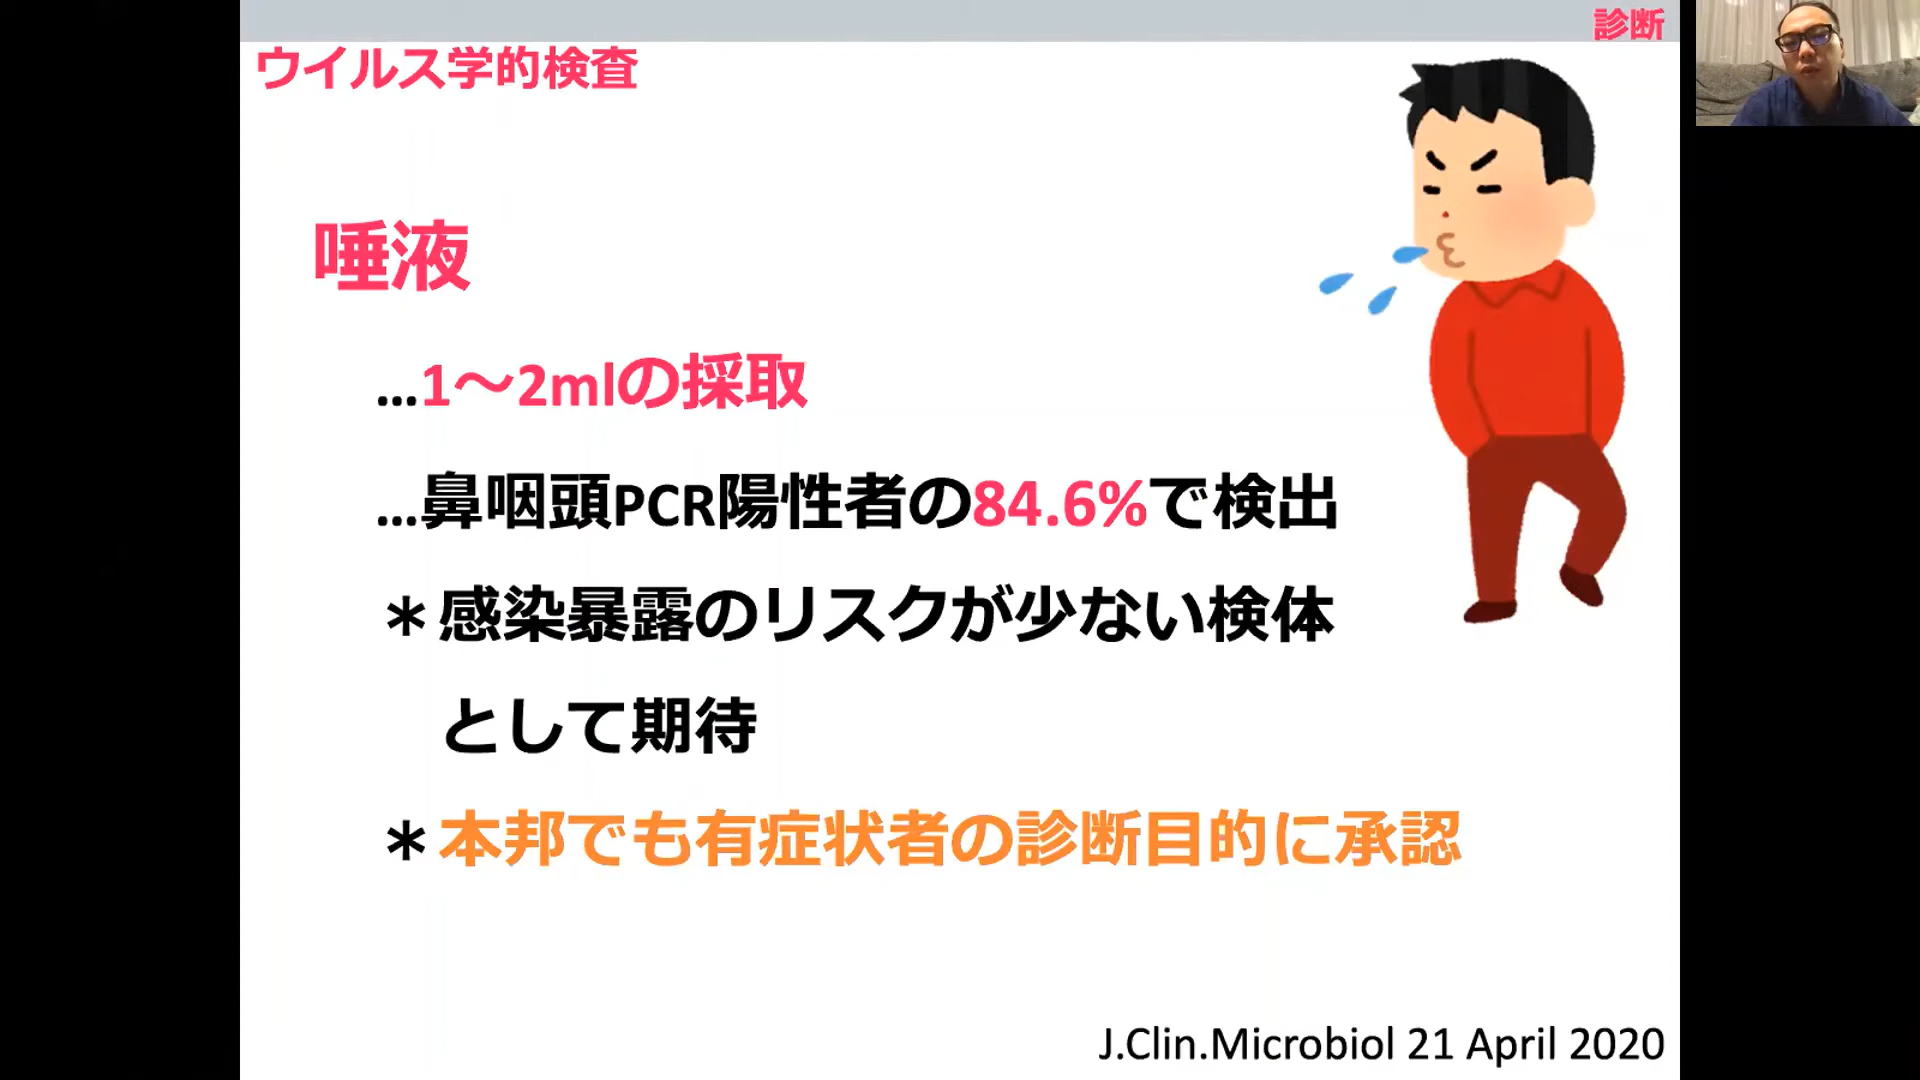 診断
ウイルス学的検査
唾液
...1～2mlの採取
...鼻咽頭PCR陽性者の84.6%で検出
＊感染暴露のリスクが少ない検体
として期待
＊本邦でも有症状者の診断目的に承認
J.Clin.Microbiol 21 April 2020